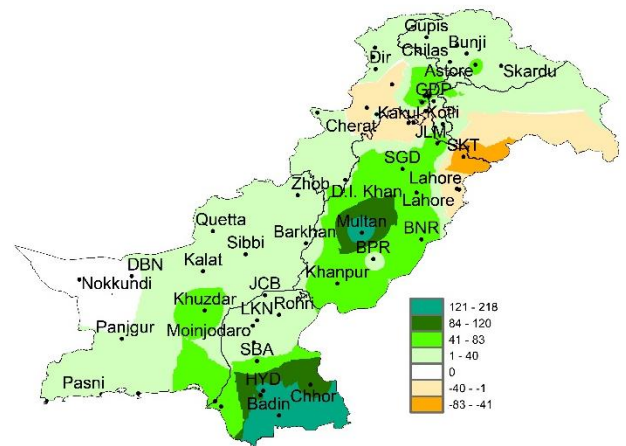 Gupis
Chilas Bunji
Dir
Astore Skardu
GDP
Kakul Kotli
Cherat
JLM
SKT
SGD
Lahore
Zhob
D.I. Khan
Lahore
Quetta
Multan
Barkhan
BNR
Sibbi
BPR
DBN
Kalat
Khanpur
Nokkundi
JCB
Khuzdar
LKN Rohri
Moinjodaro
Panjgur
SBA
Pasni
HYD
Chhor
Badin
121 - 218
84 - 120
41 - 83
1 - 40
0
-40 - -1
-83 - -41